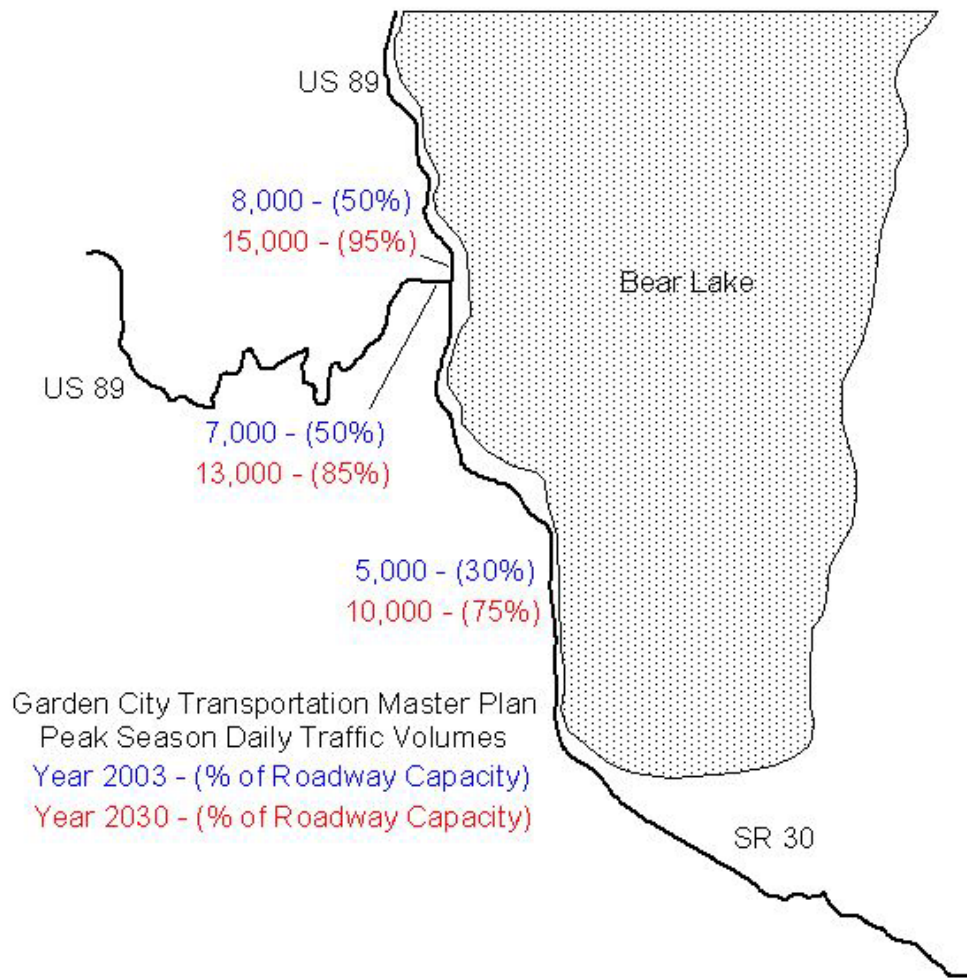 US 89
8,000 - (50%)
15,000 - (95%)
Bear Lake
US 89
7,000 - (50%)
13,000 - (85%)
5,000 - (30%)
10,000 - (75%)
Garden City Transportation Master Plan
Peak Season Daily Traffic Volumes
Year 2003 - (% of Roadway Capacity)
Year 2030 - (% of Roadway Capacity)
SR 30